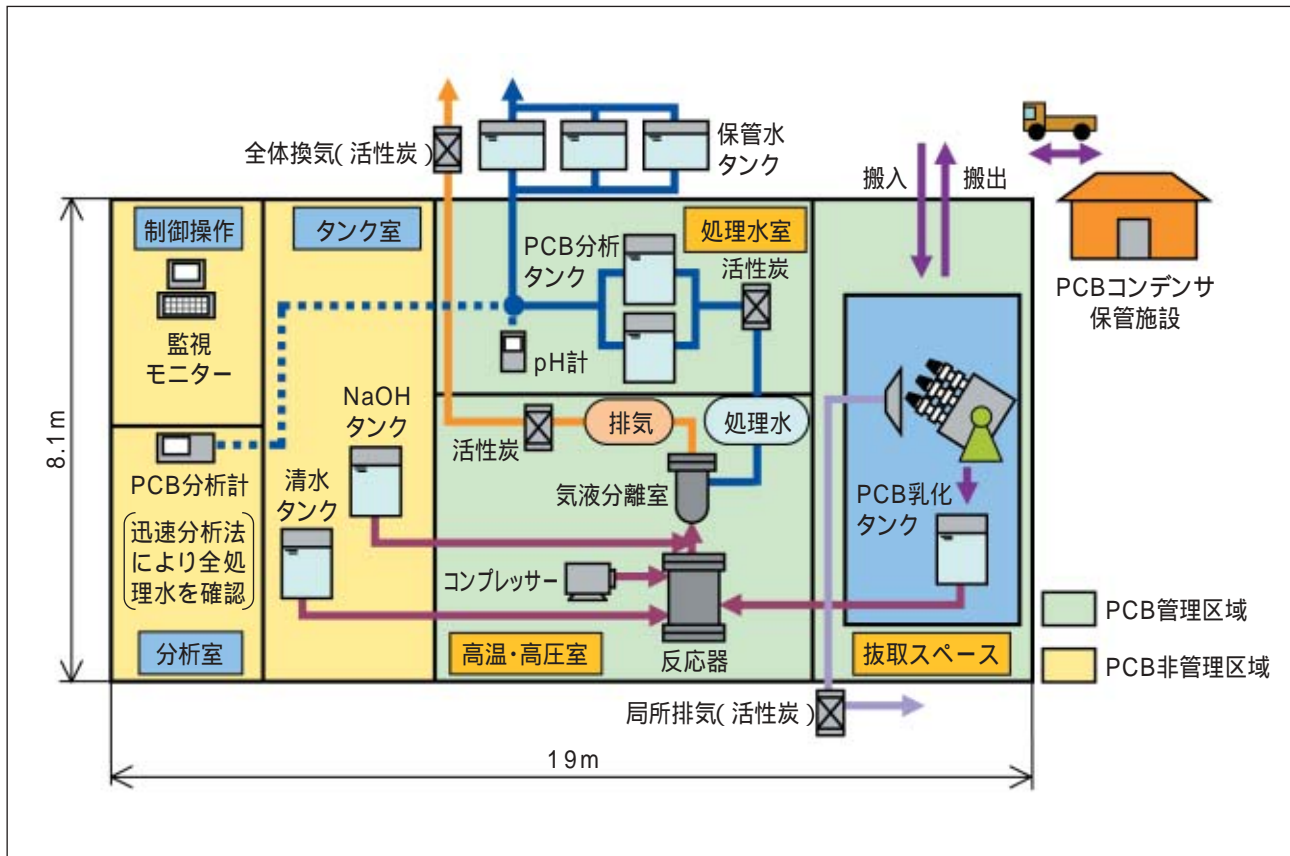 全体換気(活性炭)
保管水
タンク
搬入
搬出
PCBコンデンサ
保管施設
制御操作
監視
モニター
タンク室
PCB分析
タンク
処理水室
活性炭
pH計
NaOH
タンク
清水
タンク
PCB分析計
迅速分析法
により全処
理水を確認
分析室
活性炭
排気
処理水
気液分離室
コンプレッサー
反応器
高温・高圧室
PCB乳化
タンク
抜取スペース
PCB管理区域
PCB非管理区域
局所排気(活性炭)
8.1m
19m